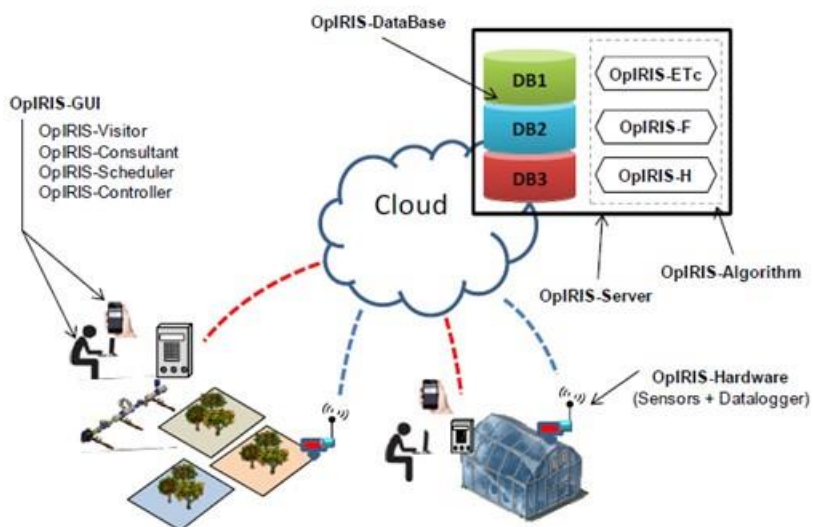 OpIRIS-DataBase
DB1
DB2
DB3
OpIRIS-ETc
OpIRIS-F
OpIRIS-H
OpIRIS-GUI
OpIRIS-Visitor
OpIRIS-Consultant
OpIRIS-Scheduler
OpIRIS-Controller
Cloud
OpIRIS-Algorithm
OpIRIS-Server
OpIRIS-Hardware
(Sensors + Datalogger)